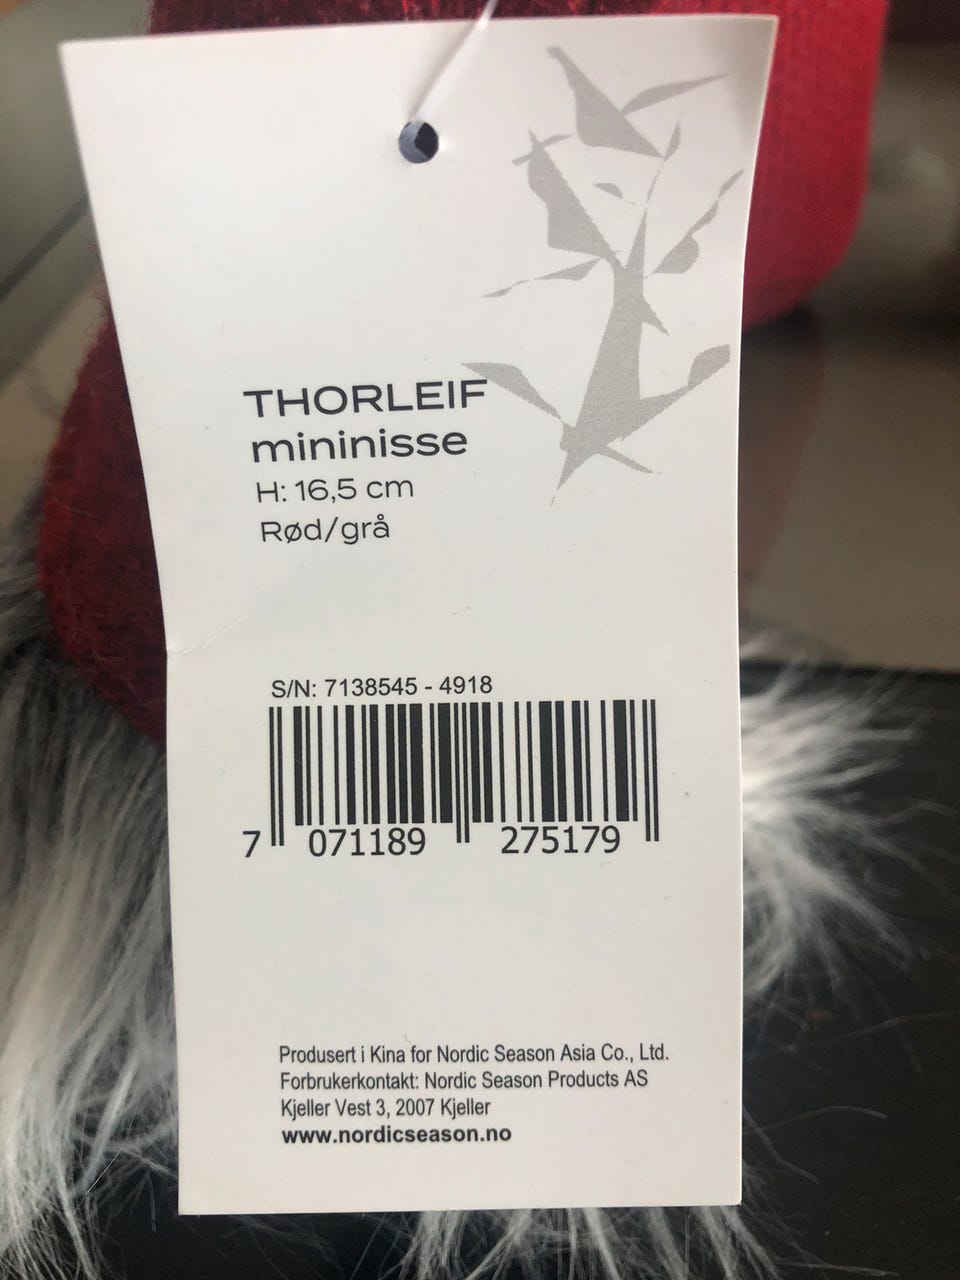 THORLEIF
mininisse
H: 16,5 cm
Rød/grå
S/N: 7138545 - 4918
7 071189 275179
Produsert i Kina for Nordic Season Asia Co., Ltd.
Forbrukerkontakt: Nordic Season Products AS
Kjeller Vest 3, 2007 Kjeller
www.nordicseason.no